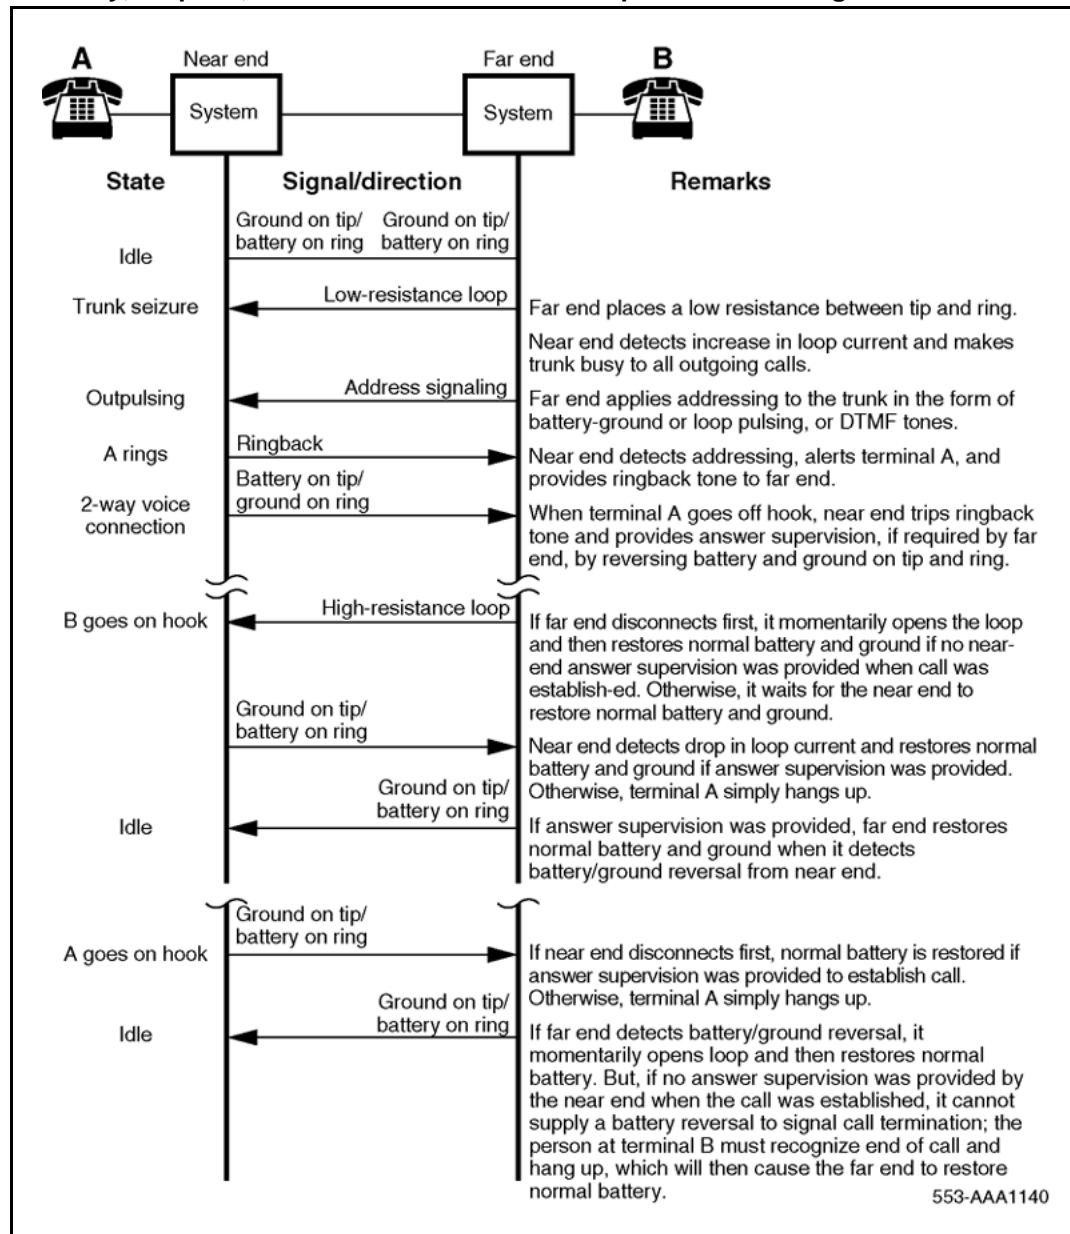 A Near end Far end B
System System
State Signal/direction Remarks
Ground on tip/ Ground on tip/
battery on ring battery on ring
Idle
Low-resistance loop
Trunk seizure
Far end places a low resistance between tip and ring.
Near end detects increase in loop current and makes
trunk busy to all outgoing calls.
Address signaling
Outpulsing
Far end applies addressing to the trunk in the form of
battery-ground or loop pulsing, or DTMF tones.
Ringback
A rings
Near end detects addressing, alerts terminal A, and
provides ringback tone to far end.
Battery on tip/
ground on ring
2-way voice
connection
When terminal A goes off hook, near end trips ringback
tone and provides answer supervision, if required by far
end, by reversing battery and ground on tip and ring.
High-resistance loop
B goes on hook
If far end disconnects first, it momentarily opens the loop
and then restores normal battery and ground if no near-
end answer supervision was provided when call was
establish-ed. Otherwise, it waits for the near end to
restore normal battery and ground.
Ground on tip/
battery on ring
Near end detects drop in loop current and restores normal
battery and ground if answer supervision was provided.
Otherwise, terminal A simply hangs up.
Ground on tip/
battery on ring
Idle
If answer supervision was provided, far end restores
normal battery and ground when it detects
battery/ground reversal from near end.
Ground on tip/
battery on ring
A goes on hook
If near end disconnects first, normal battery is restored if
answer supervision was provided to establish call.
Otherwise, terminal A simply hangs up.
Ground on tip/
battery on ring
Idle
If far end detects battery/ground reversal, it
momentarily opens loop and then restores normal
battery. But, if no answer supervision was provided by
the near end when the call was established, it cannot
supply a battery reversal to signal call termination; the
person at terminal B must recognize end of call and
hang up, which will then cause the far end to restore
normal battery.
553-AAA1140